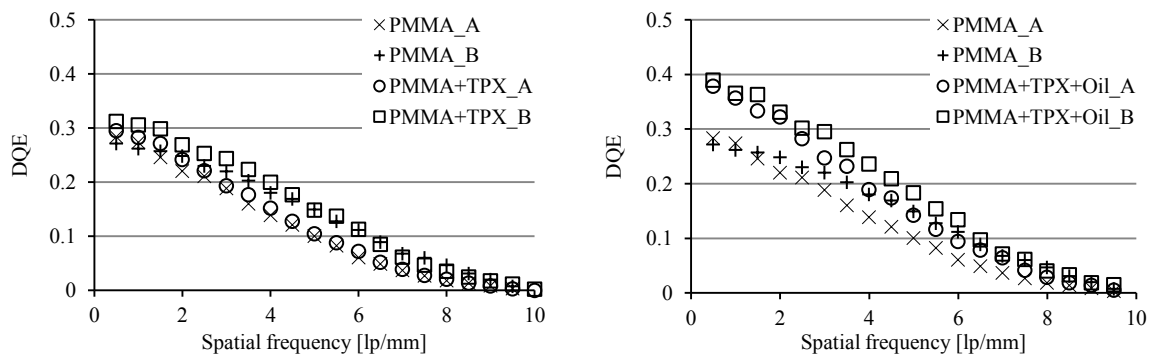 0.5
0.4
0.3
0.2
0.1
0
DQE
0 2 4 6 8 10
Spatial frequency [lp/mm]
PMMA_A
PMMA_B
PMMA+TPX_A
PMMA+TPX_B
0.5
0.4
0.3
0.2
0.1
0
DQE
0 2 4 6 8 10
Spatial frequency [lp/mm]
PMMA_A
PMMA_B
PMMA+TPX+Oil_A
PMMA+TPX+Oil_B